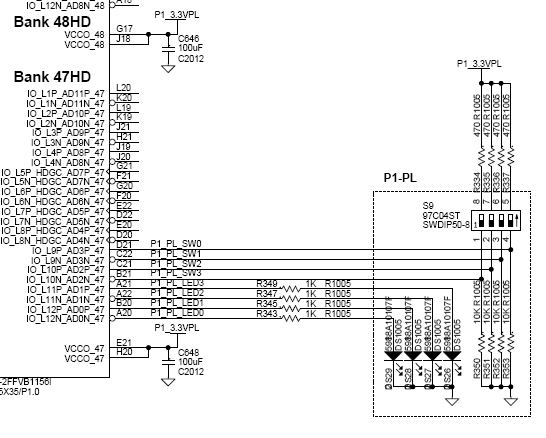 IO_L12N_AD8N_48
Bank 48HD
VCCO_48 G17
VCCO_48 J18
P1_3.3VPL
C646
100uF
C2012
Bank 47HD
IO_L1P_AD11P_47 L20
IO_L1N_AD11N_47 K20
IO_L2P_AD10P_47 L19
IO_L2N_AD10N_47 K19
IO_L3P_AD9P_47 J21
IO_L3N_AD9N_47 H21
IO_L4P_AD8P_47 J19
IO_L4N_AD8N_47 J20
IO_L5P_HDGC_AD7P_47 G21
IO_L5N_HDGC_AD7N_47 F21
IO_L6P_HDGC_AD6P_47 G20
IO_L6N_HDGC_AD6N_47 F20
IO_L7P_HDGC_AD5P_47 E22
IO_L7N_HDGC_AD5N_47 D22
IO_L8P_HDGC_AD4P_47 E20
IO_L8N_HDGC_AD4N_47 D20
IO_L9P_AD3P_47 D21 P1_PL_SW0
IO_L9N_AD3N_47 C22 P1_PL_SW1
IO_L10P_AD2P_47 C21 P1_PL_SW2
IO_L10N_AD2N_47 B21 P1_PL_SW3
IO_L11P_AD1P_47 A21 P1_PL_LED3 R349 1K R1005
IO_L11N_AD1N_47 A22 P1_PL_LED2 R347 1K R1005
IO_L12P_AD0P_47 B20 P1_PL_LED1 R345 1K R1005
IO_L12N_AD0N_47 A20 P1_PL_LED0 R343 1K R1005
VCCO_47 E21
VCCO_47 H20
P1_3.3VPL
C648
100uF
C2012
-2FFVB1156I
5X35/P1.0
P1_3.3VPL
R334 470 R1005
R335 470 R1005
R336 470 R1005
R337 470 R1005
P1-PL
8 7 6 5
S9
97C04ST
SWDIP50-8
1 2 3 4
R350 10K R1005
R351 10K R1005
R352 10K R1005
R353 10K R1005
DS29 5988A10107F DS1005
DS28 5988A10107F DS1005
DS27 5988A10107F DS1005
DS26 5988A10107F DS1005